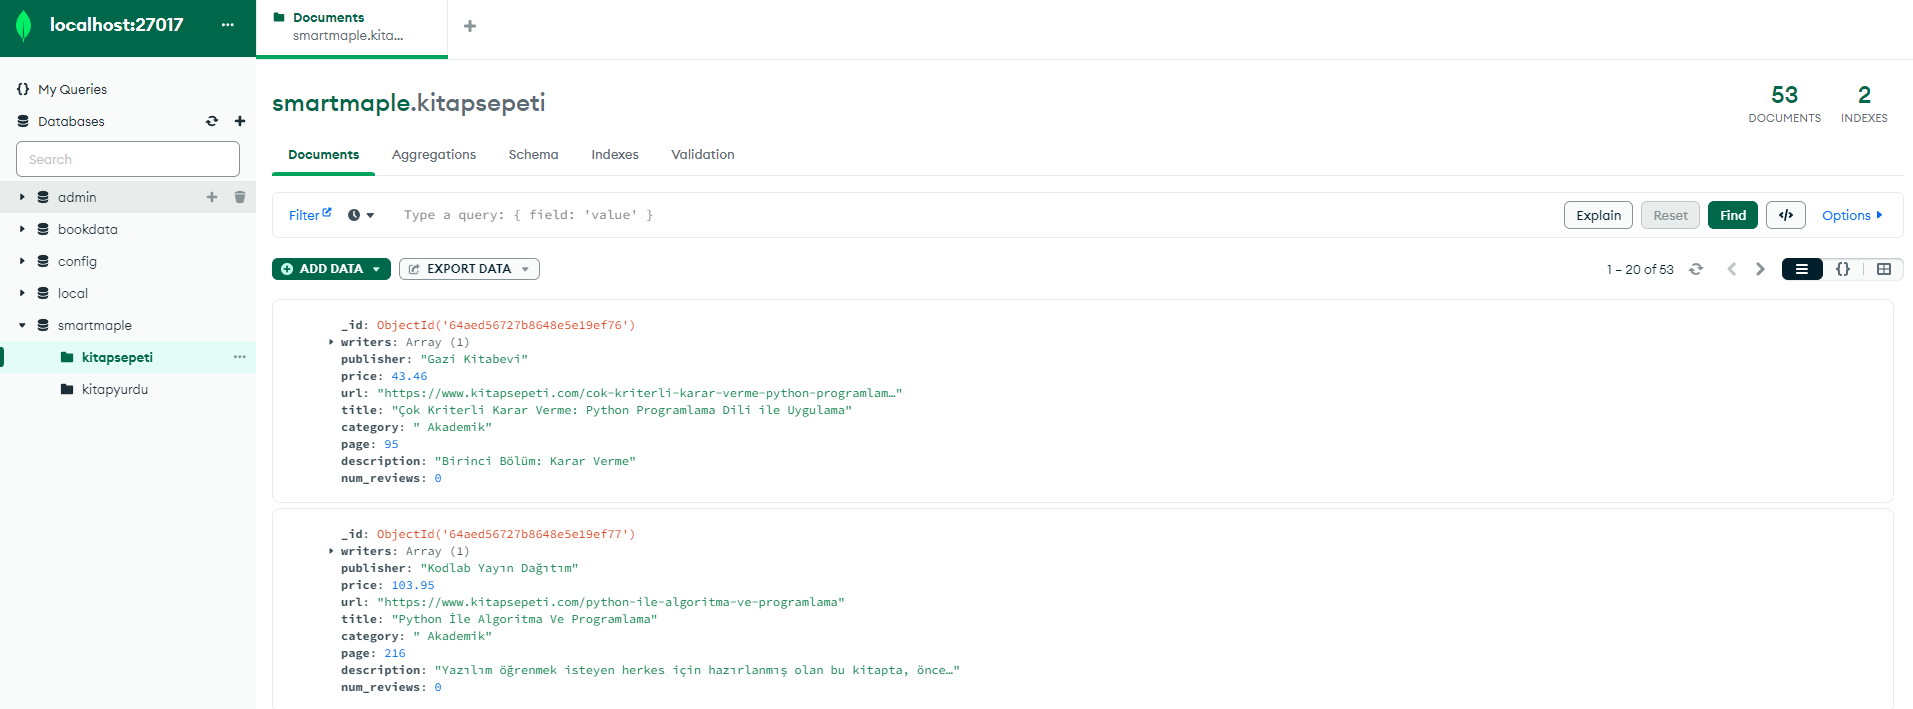 localhost:27017
Documents
smartmaple.kita...
My Queries
Databases
Search
admin
bookdata
config
local
smartmaple
kitapsepeti
kitapyurdu
smartmaple.kitapsepeti
53
DOCUMENTS
2
INDEXES
Documents Aggregations Schema Indexes Validation
Filter Type a query: { field: 'value' } Explain Reset Find </> Options
ADD DATA EXPORT DATA 1 – 20 of 53 {}
_id: ObjectId('64aed56727b8648e5e19ef76')
writers: Array (1)
publisher: "Gazi Kitabevi"
price: 43.46
url: "https://www.kitapsepeti.com/cok-kriterli-karar-verme-python-programlam…"
title: "Çok Kriterli Karar Verme: Python Programlama Dili ile Uygulama"
category: " Akademik"
page: 95
description: "Birinci Bölüm: Karar Verme"
num_reviews: 0
_id: ObjectId('64aed56727b8648e5e19ef77')
writers: Array (1)
publisher: "Kodlab Yayın Dağıtım"
price: 103.95
url: "https://www.kitapsepeti.com/python-ile-algoritma-ve-programlama"
title: "Python İle Algoritma Ve Programlama"
category: " Akademik"
page: 216
description: "Yazılım öğrenmek isteyen herkes için hazırlanmış olan bu kitapta, önce…"
num_reviews: 0